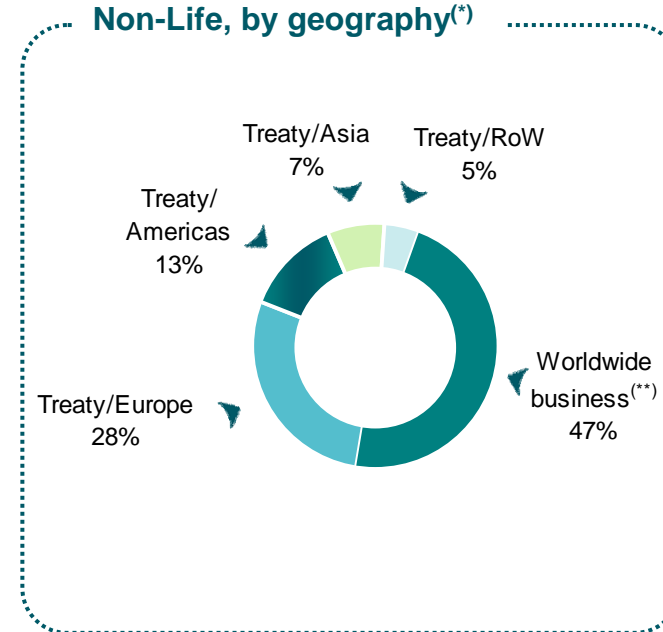 Non-Life, by geography(*)
Treaty/Asia
7%
Treaty/RoW
5%
Treaty/
Americas
13%
Worldwide
business(**)
47%
Treaty/Europe
28%